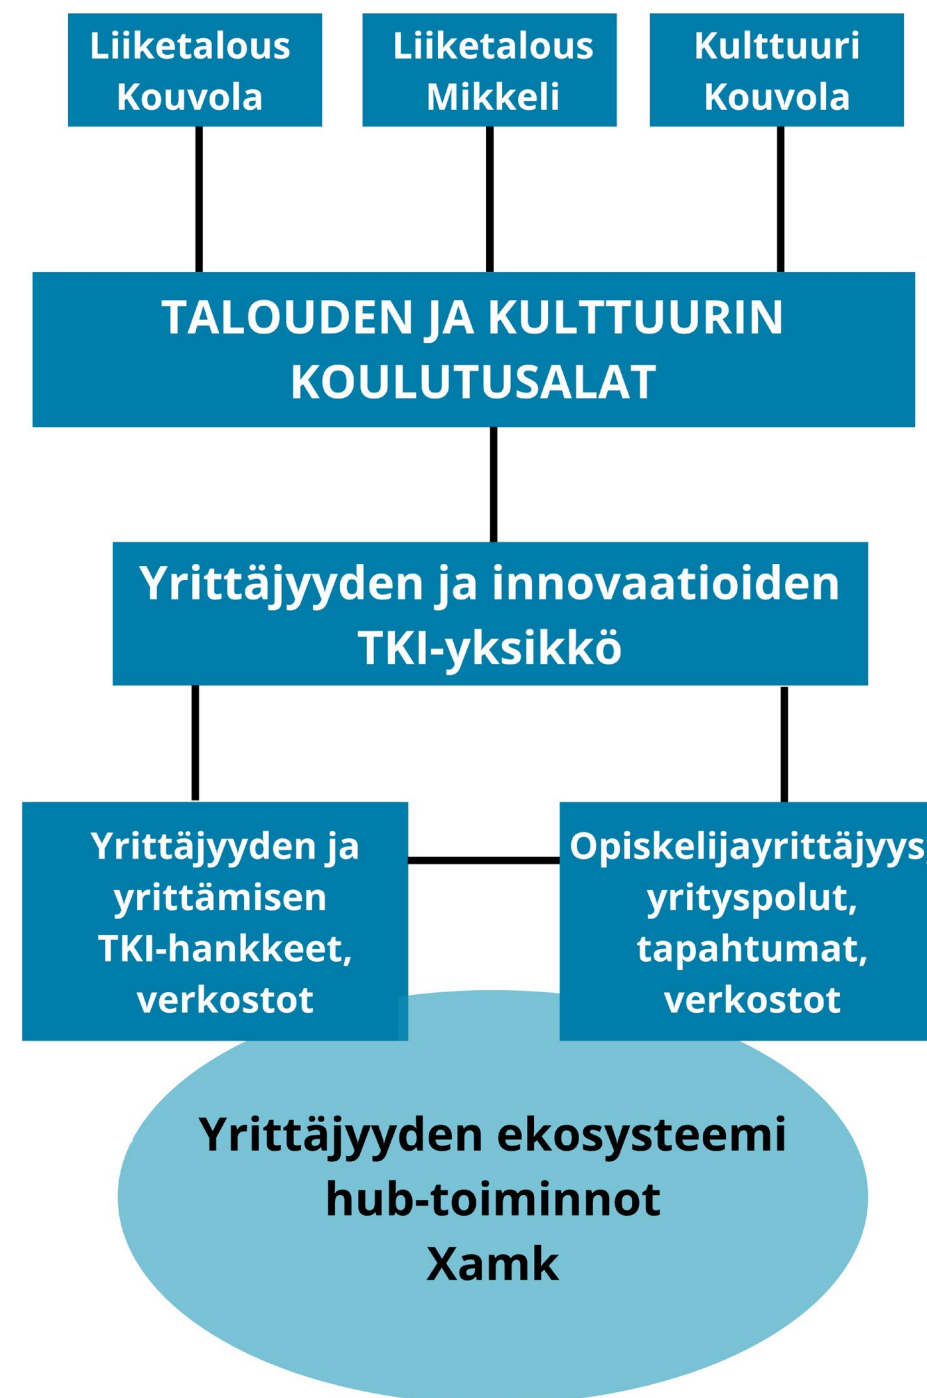 Liiketalous
Kouvola
Liiketalous
Mikkeli
Kulttuuri
Kouvola
TALOUDEN JA KULTTUURIN
KOULUTUSALAT
Yrittäjyyden ja innovaatioiden
TKI-yksikkö
Yrittäjyyden ja
yrittämisen
TKI-hankkeet,
verkostot
Opiskelijayrittäjyys,
yrityspolut,
tapahtumat,
verkostot
Yrittäjyyden ekosysteemi
hub-toiminnot
Xamk